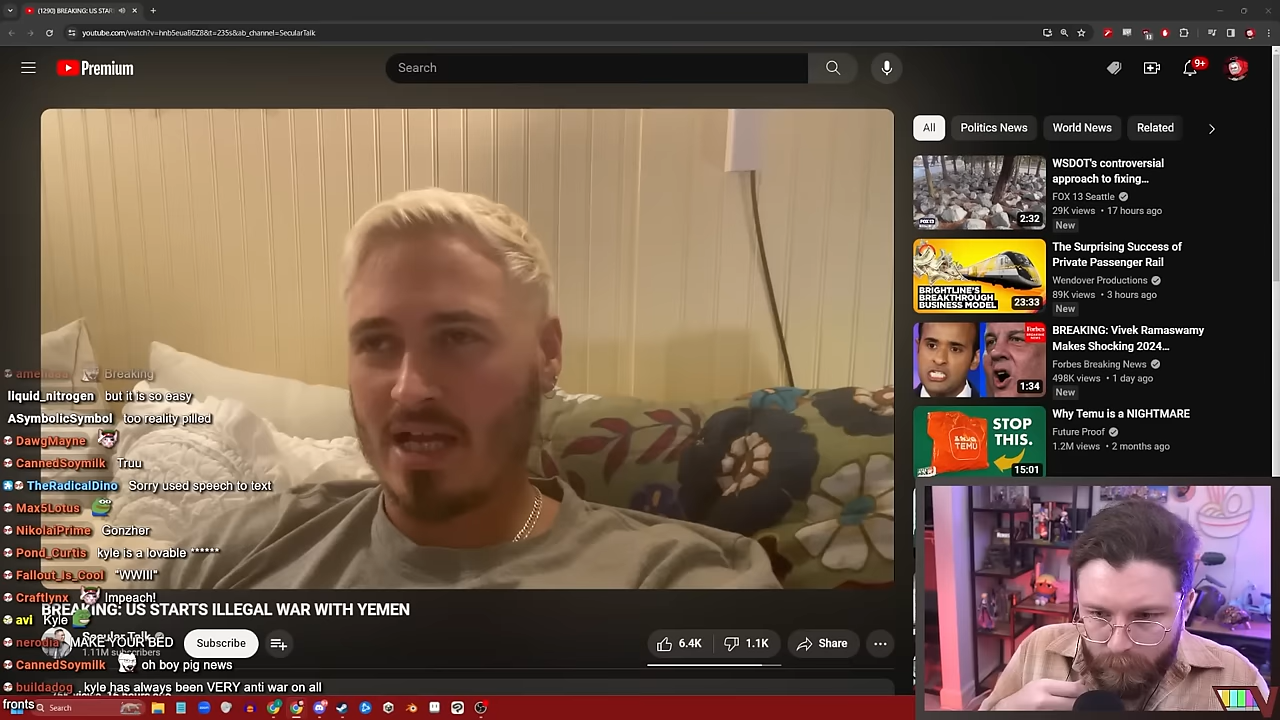 (1290) BREAKING: US STAR
youtube.com/watch?v=hnb5euaB6Z8&t=235s&ab_channel=SecularTalk
Premium
Search
9+
All
Politics News
World News
Related
WSDOT's controversial
approach to fixing...
FOX 13 Seattle
29K views • 17 hours ago
New
2:32
The Surprising Success of
Private Passenger Rail
Wendover Productions
89K views • 3 hours ago
New
BRIGHTLINE'S
BREAKTHROUGH
BUSINESS MODEL
23:33
BREAKING: Vivek Ramaswamy
Makes Shocking 2024...
Forbes Breaking News
498K views • 1 day ago
New
Forbes
1:34
Why Temu is a NIGHTMARE
Future Proof
1.2M views • 2 months ago
STOP
THIS.
TEMU
15:01
Breaking
liquid_nitrogen but it is so easy
ASymbolicSymbol too reality pilled
DawgMayne
CannedSoymilk Truu
TheRadicalDino Sorry used speech to text
Max5Lotus
NikolaiPrime Gonzher
Pond_Curtis kyle is a lovable ******
Fallout_Is_Cool "WWIII"
Craftlynx Impeach!
BREAKING: US STARTS ILLEGAL WAR WITH YEMEN
avi Kyle
Secular Talk
1.11M subscribers
Subscribe
6.4K
1.1K
Share
MAKE YOUR BED
CannedSoymilk oh boy pig news
buildadog kyle has always been VERY anti war on all
fronts
Search